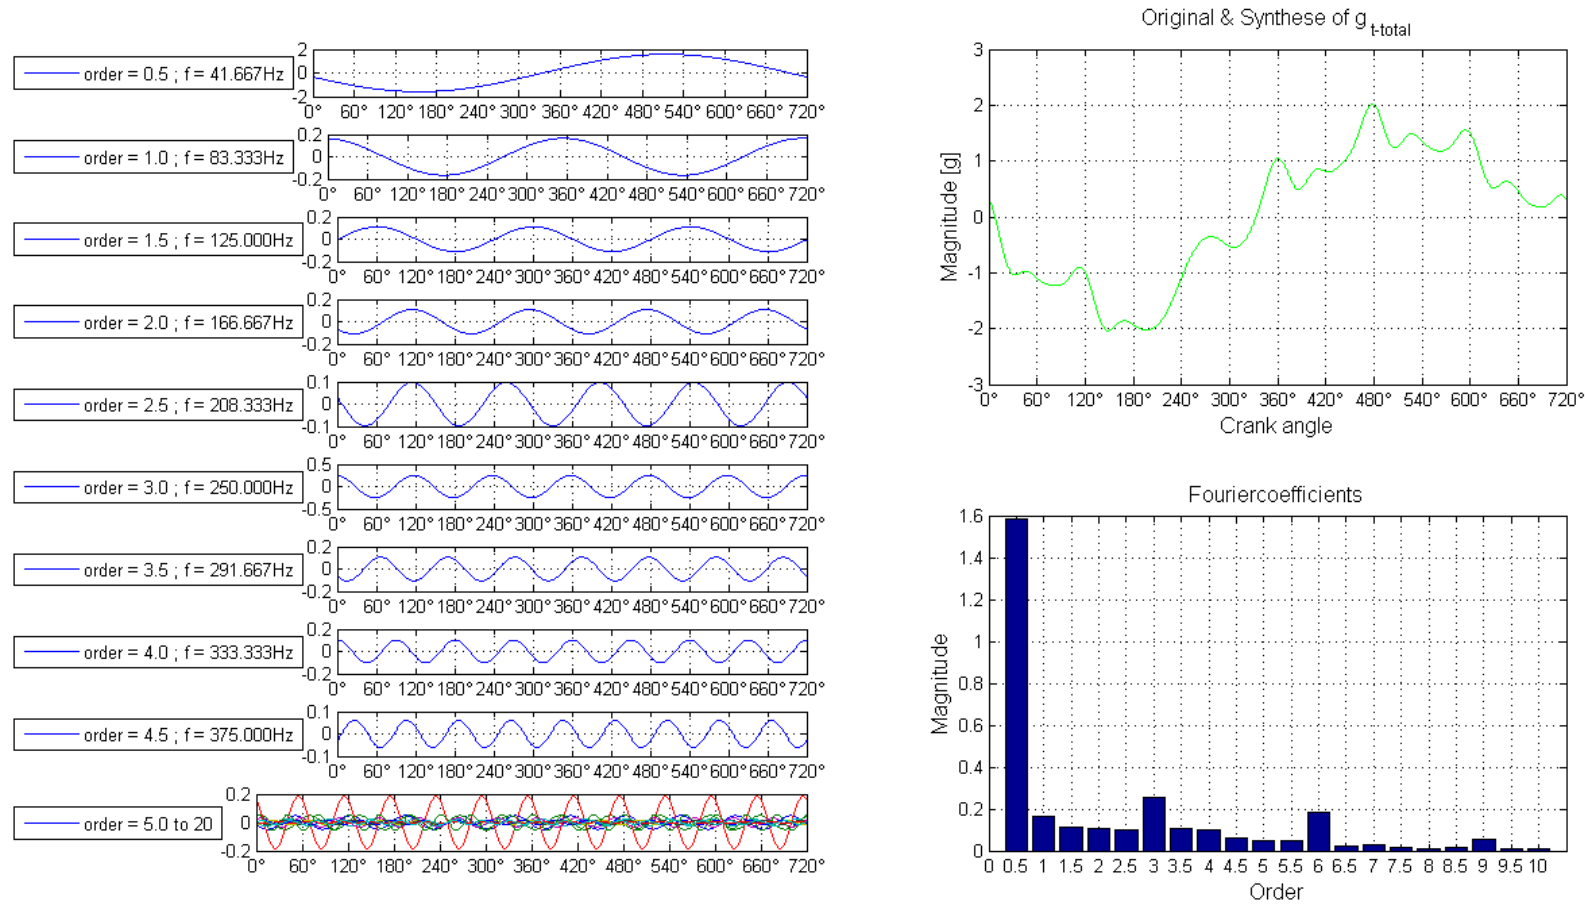 order = 0.5 ; f = 41.667Hz
2
0
-2
0° 60° 120° 180° 240° 300° 360° 420° 480° 540° 600° 660° 720°
order = 1.0 ; f = 83.333Hz
0.2
0
-0.2
0° 60° 120° 180° 240° 300° 360° 420° 480° 540° 600° 660° 720°
order = 1.5 ; f = 125.000Hz
0.2
0
-0.2
0° 60° 120° 180° 240° 300° 360° 420° 480° 540° 600° 660° 720°
order = 2.0 ; f = 166.667Hz
0.2
0
-0.2
0° 60° 120° 180° 240° 300° 360° 420° 480° 540° 600° 660° 720°
order = 2.5 ; f = 208.333Hz
0.1
0
-0.1
0° 60° 120° 180° 240° 300° 360° 420° 480° 540° 600° 660° 720°
order = 3.0 ; f = 250.000Hz
0.5
0
-0.5
0° 60° 120° 180° 240° 300° 360° 420° 480° 540° 600° 660° 720°
order = 3.5 ; f = 291.667Hz
0.2
0
-0.2
0° 60° 120° 180° 240° 300° 360° 420° 480° 540° 600° 660° 720°
order = 4.0 ; f = 333.333Hz
0.2
0
-0.2
0° 60° 120° 180° 240° 300° 360° 420° 480° 540° 600° 660° 720°
order = 4.5 ; f = 375.000Hz
0.1
0
-0.1
0° 60° 120° 180° 240° 300° 360° 420° 480° 540° 600° 660° 720°
order = 5.0 to 20
0.2
0
-0.2
0° 60° 120° 180° 240° 300° 360° 420° 480° 540° 600° 660° 720°
Original & Synthese of g t-total
Magnitude [g]
3
2
1
0
-1
-2
-3
0° 60° 120° 180° 240° 300° 360° 420° 480° 540° 600° 660° 720°
Crank angle
Fouriercoefficients
Magnitude
1.6
1.4
1.2
1
0.8
0.6
0.4
0.2
0
0 0.5 1 1.5 2 2.5 3 3.5 4 4.5 5 5.5 6 6.5 7 7.5 8 8.5 9 9.5 10
Order